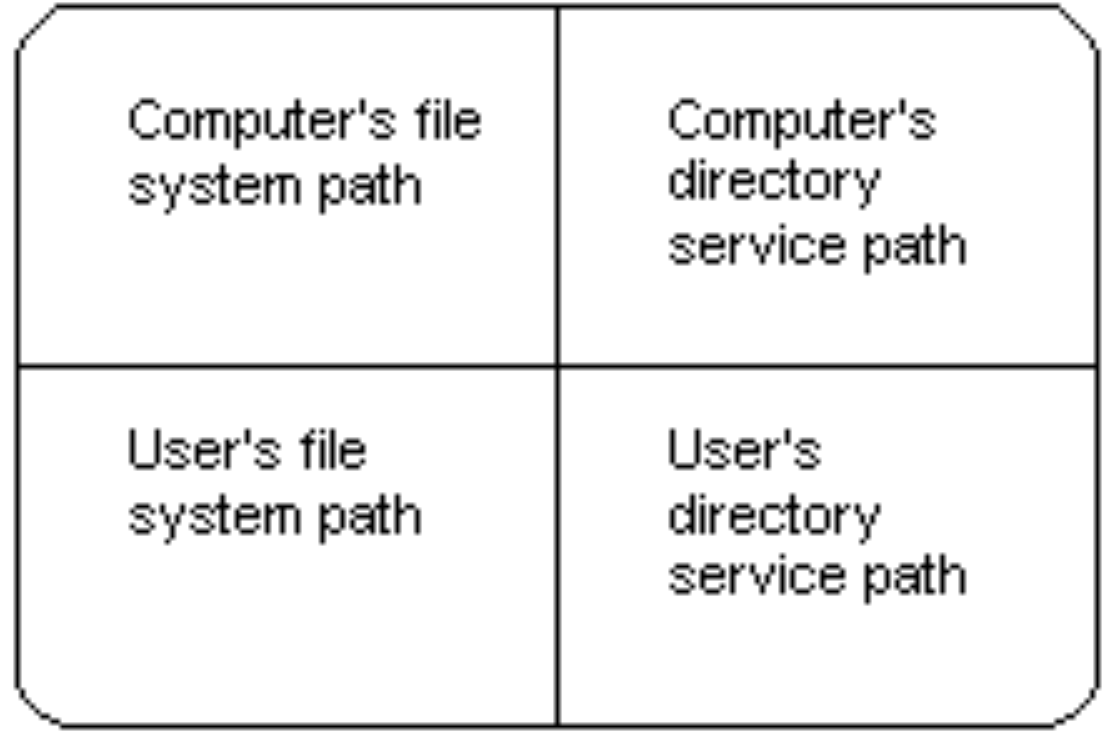 Computer's file
system path
Computer's
directory
service path
User's file
system path
User's
directory
service path